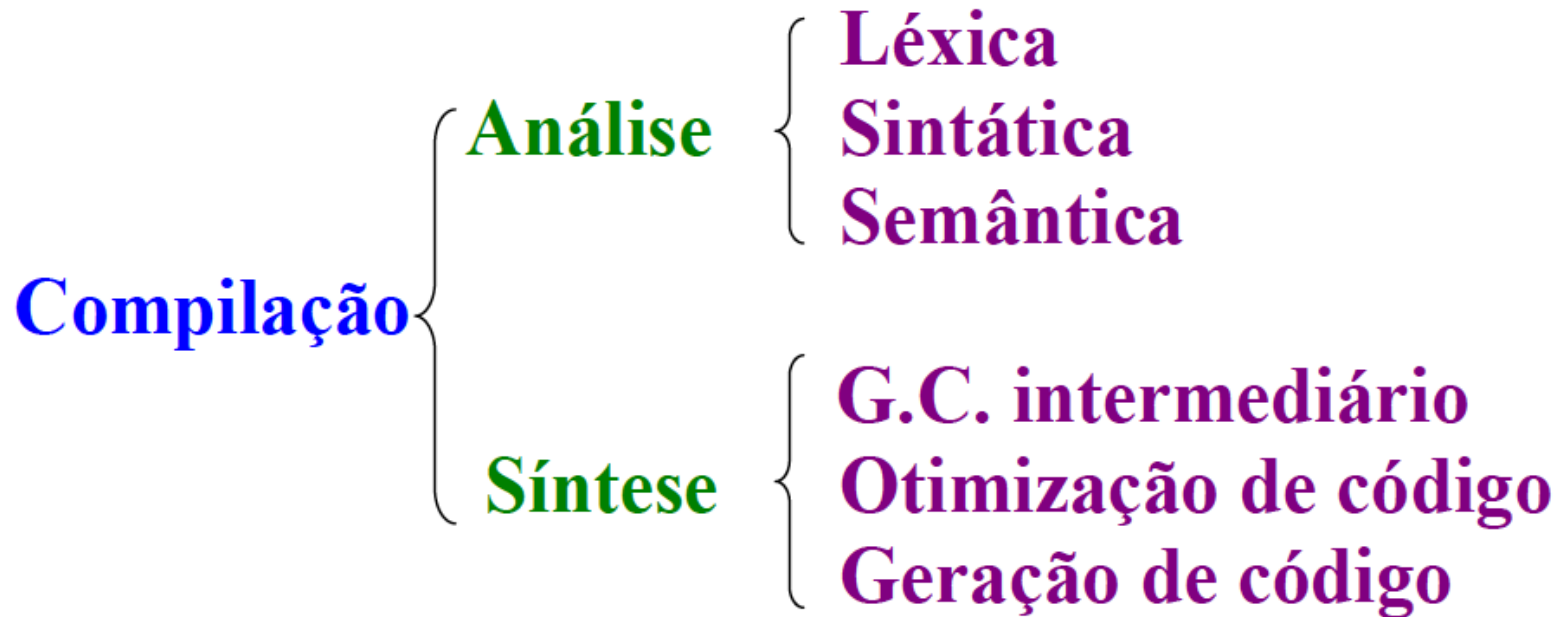 Compilação
Análise
Léxica
Sintática
Semântica
Síntese
G.C. intermediário
Otimização de código
Geração de código